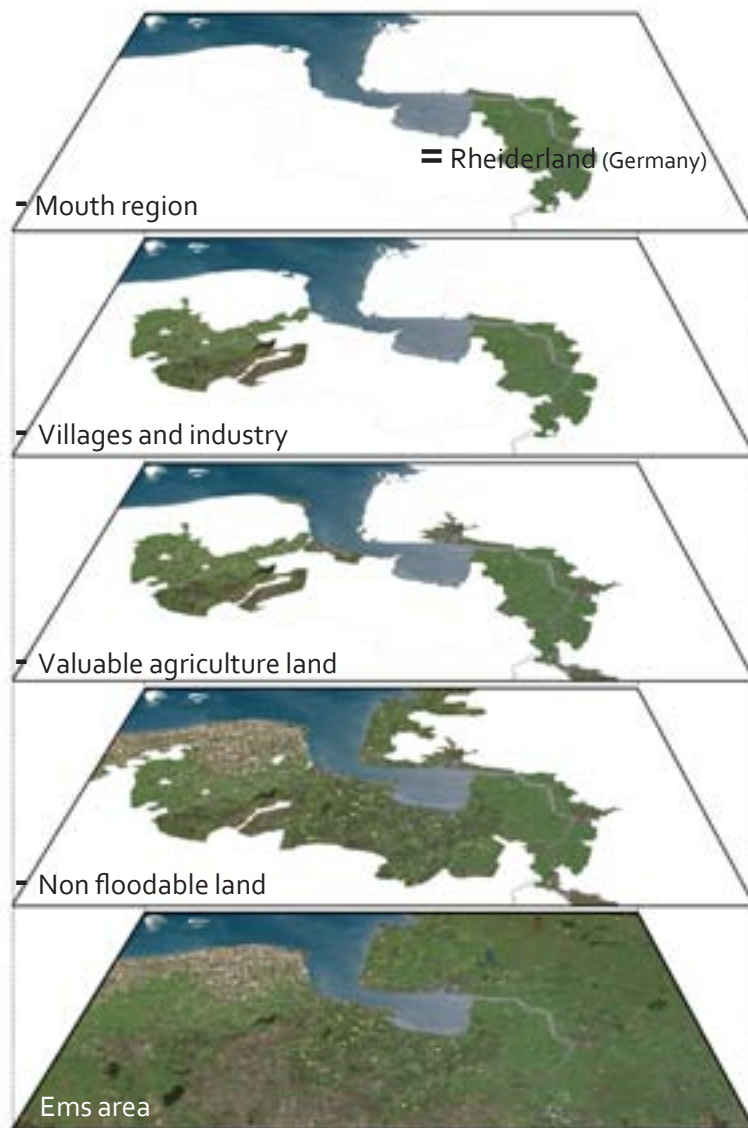 = Rheiderland (Germany)
- Mouth region
- Villages and industry
- Valuable agriculture land
- Non floodable land
Ems area